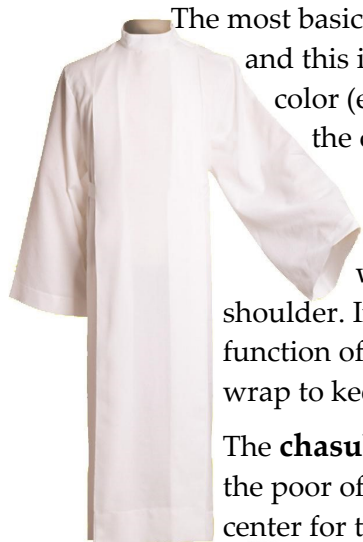 The most basic
and this i
color (e
the
shoulder. I
function of
wrap to kee
The chasu
the poor of
center for t